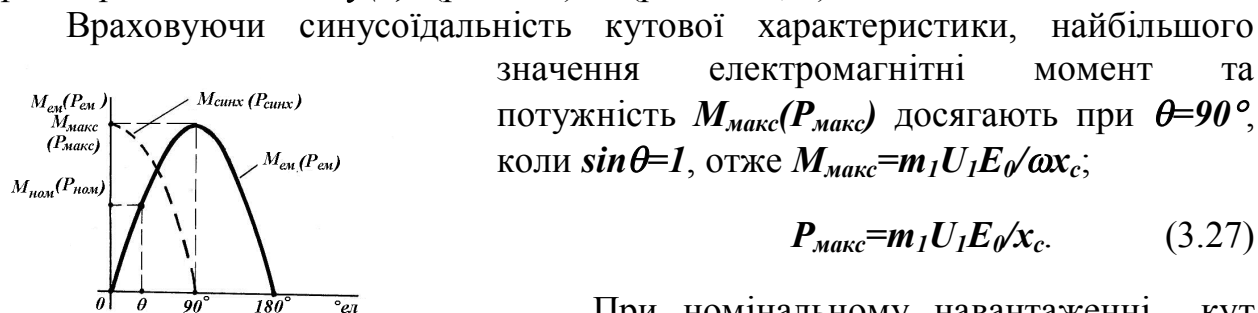 Враховуючи синусоїдальність кутової характеристики, найбільшого
значення електромагнітні момент та
потужність Mмакс(Pмакс) досягають при θ=90°,
коли sinθ=1, отже Mмакс=m1U1E0/ωxc;
Pмакс=m1U1E0/xc. (3.27)
При номінальному навантаженні кут
Mем(Pем)
Mмакс
(Pмакс)
Mсинх (Pсинх)
Mем (Pем)
Mном(Pном)
0 θ 90° 180° °ел